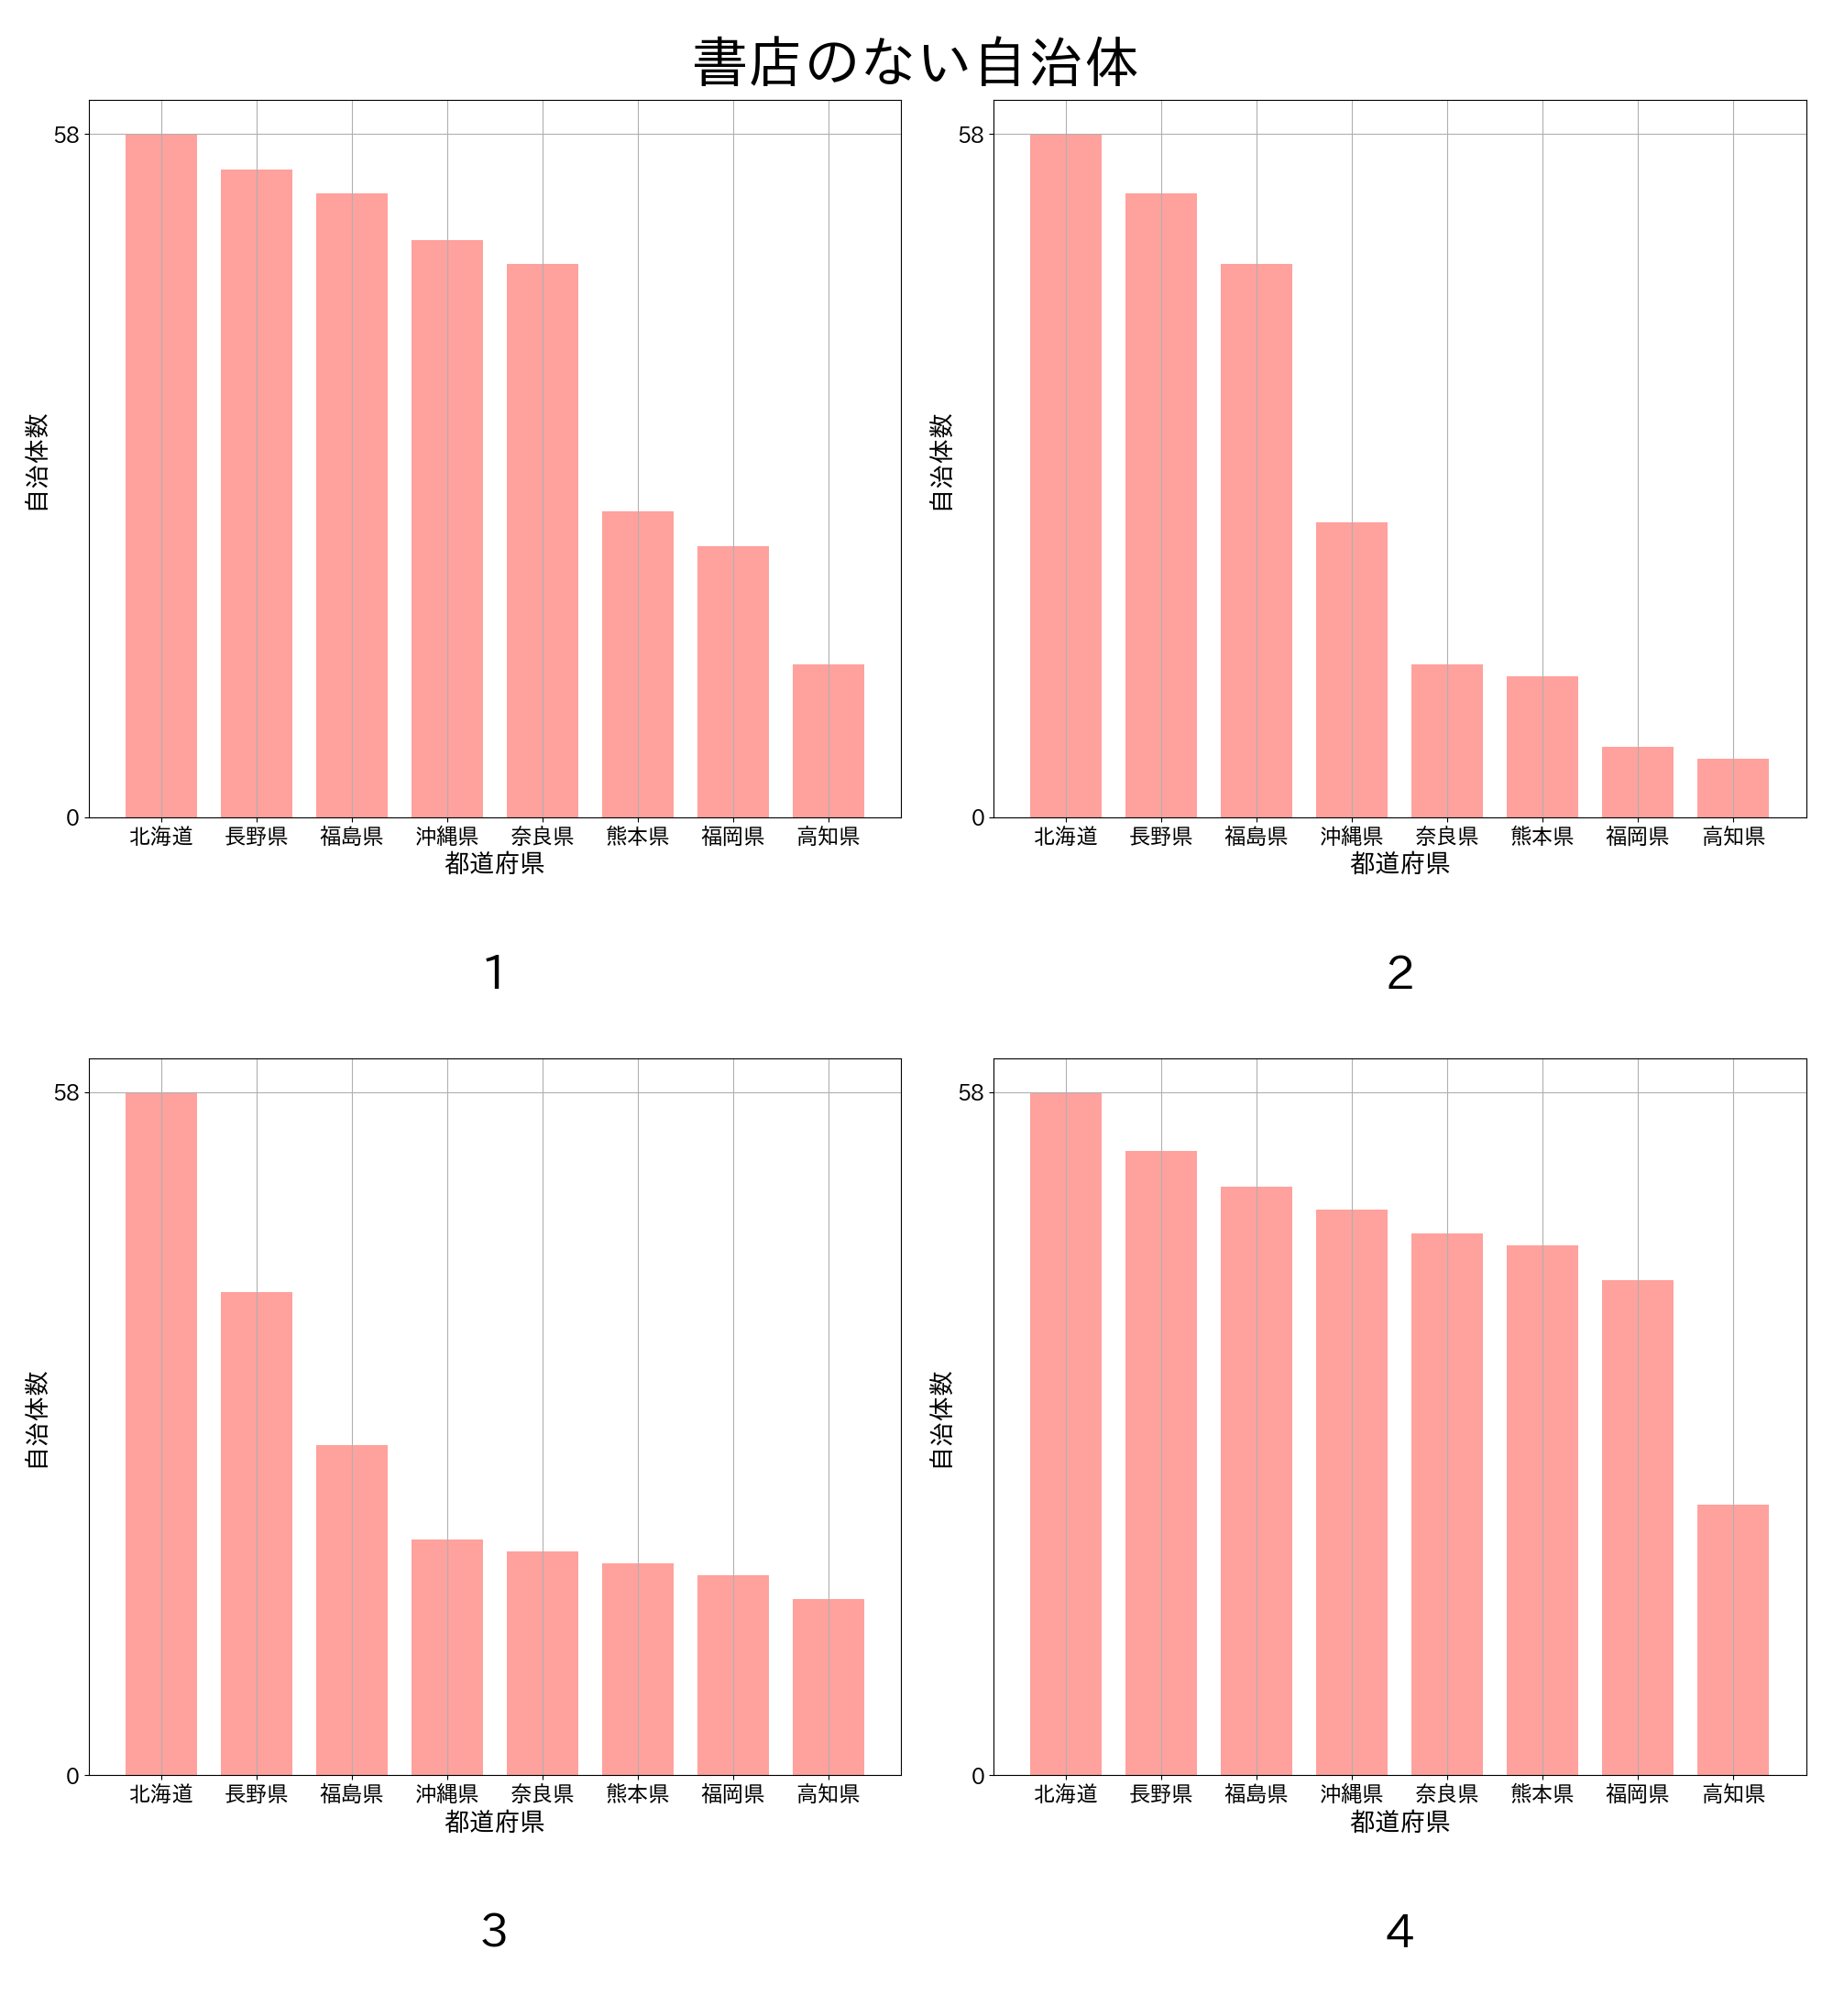 書店のない自治体
58
0
自治体数
北海道 長野県 福島県 沖縄県 奈良県 熊本県 福岡県 高知県
都道府県
1
58
0
自治体数
北海道 長野県 福島県 沖縄県 奈良県 熊本県 福岡県 高知県
都道府県
2
58
0
自治体数
北海道 長野県 福島県 沖縄県 奈良県 熊本県 福岡県 高知県
都道府県
3
58
0
自治体数
北海道 長野県 福島県 沖縄県 奈良県 熊本県 福岡県 高知県
都道府県
4